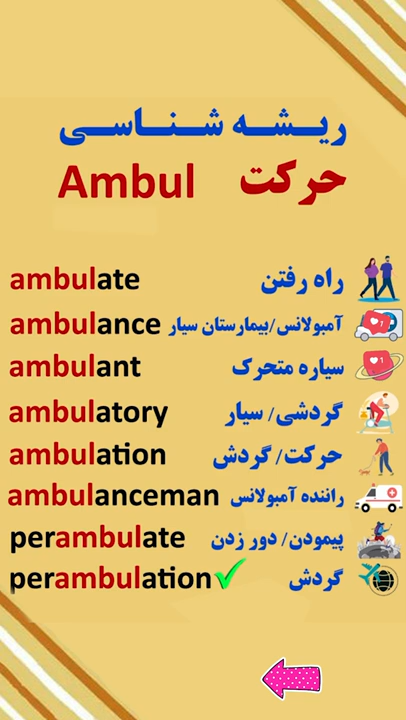 ریشه شناسی
Ambul حرکت
ambulate راه رفتن
ambulance آمبولانس/بیمارستان سیار
ambulant سیاره متحرک
ambulatory گردشی/ سیار
ambulation حرکت/ گردش
ambulanceman راننده آمبولانس
perambulate پیمودن/ دور زدن
perambulation گردش